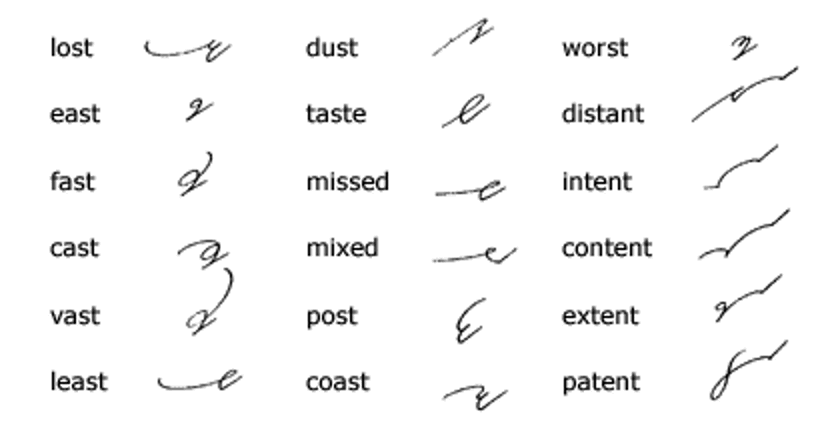 lost dust worst
east taste distant
fast missed intent
cast mixed content
vast post extent
least coast patent